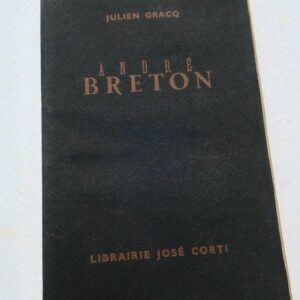 JULIEN GRACQ
ANDRÉ
BRETON
LIBRAIRIE JOSÉ CORTI